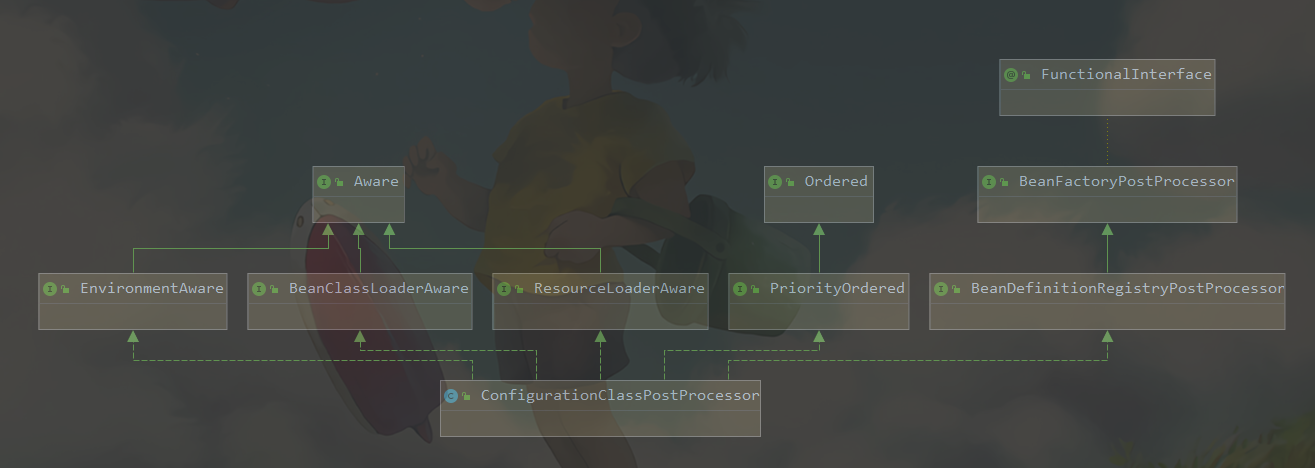 FunctionalInterface
Aware
Ordered
BeanFactoryPostProcessor
EnvironmentAware
BeanClassLoaderAware
ResourceLoaderAware
PriorityOrdered
BeanDefinitionRegistryPostProcessor
ConfigurationClassPostProcessor